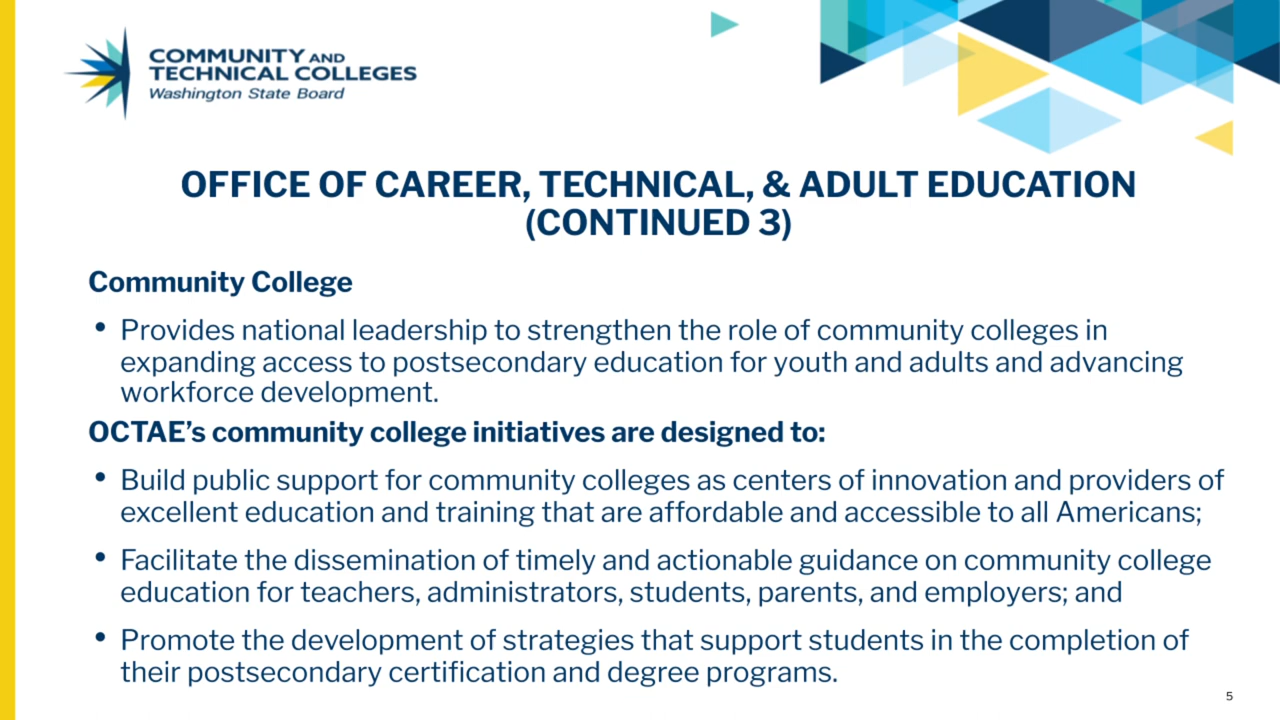 COMMUNITY AND
TECHNICAL COLLEGES
Washington State Board
OFFICE OF CAREER, TECHNICAL, & ADULT EDUCATION
(CONTINUED 3)
Community College
• Provides national leadership to strengthen the role of community colleges in
expanding access to postsecondary education for youth and adults and advancing
workforce development.
OCTAE’s community college initiatives are designed to:
• Build public support for community colleges as centers of innovation and providers of
excellent education and training that are affordable and accessible to all Americans;
• Facilitate the dissemination of timely and actionable guidance on community college
education for teachers, administrators, students, parents, and employers; and
• Promote the development of strategies that support students in the completion of
their postsecondary certification and degree programs.
5